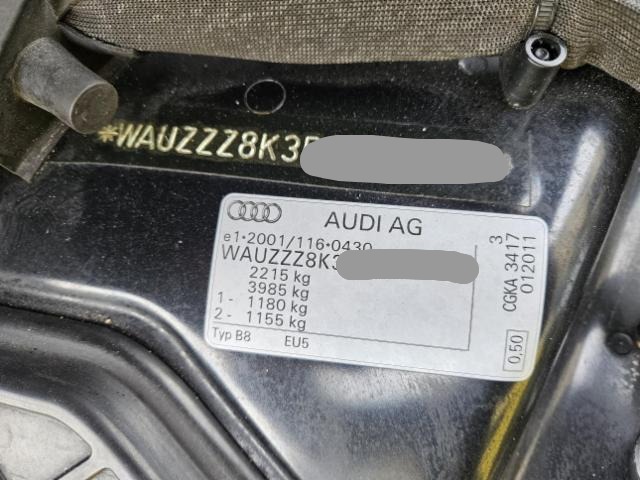 *WAUZZZ8K3
AUDI AG
e1*2001/116*0430
WAUZZZ8K
2215 kg
3985 kg
1- 1180 kg
2- 1155 kg
Typ B8 EU5
3
CGKA 3417
012011
0,50